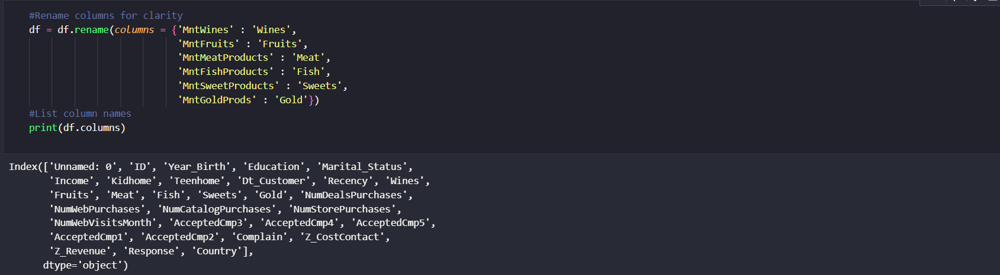 #Rename columns for clarity
df = df.rename(columns = {'MntWines' : 'Wines',
'MntFruits' : 'Fruits',
'MntMeatProducts' : 'Meat',
'MntFishProducts' : 'Fish',
'MntSweetProducts' : 'Sweets',
'MntGoldProds' : 'Gold'})
#List column names
print(df.columns)
Index(['Unnamed: 0', 'ID', 'Year_Birth', 'Education', 'Marital_Status',
'Income', 'Kidhome', 'Teenhome', 'Dt_Customer', 'Recency', 'Wines',
'Fruits', 'Meat', 'Fish', 'Sweets', 'Gold', 'NumDealsPurchases',
'NumWebPurchases', 'NumCatalogPurchases', 'NumStorePurchases',
'NumWebVisitsMonth', 'AcceptedCmp3', 'AcceptedCmp4', 'AcceptedCmp5',
'AcceptedCmp1', 'AcceptedCmp2', 'Complain', 'Z_CostContact',
'Z_Revenue', 'Response', 'Country'],
dtype='object')